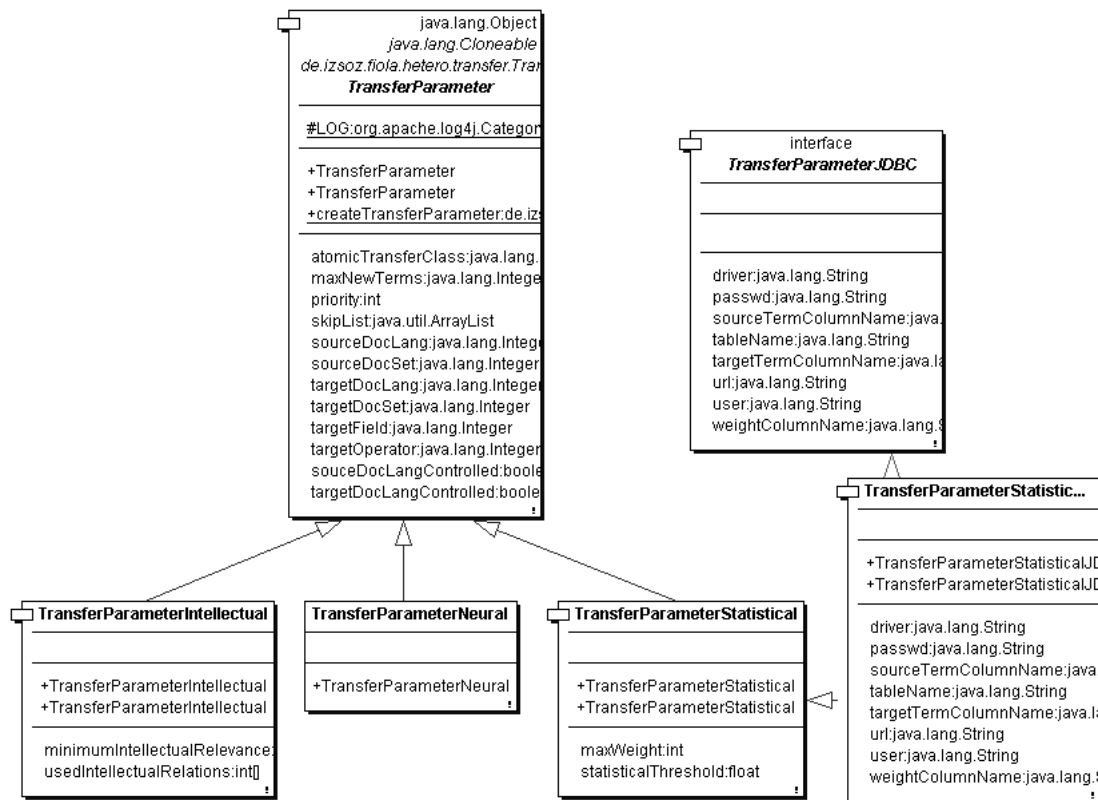 java.lang.Object
java.lang.Cloneable
de.izsoz.fiola.hetero.transfer.Tran
TransferParameter
#LOG:org.apache.log4j.Categor
+TransferParameter
+TransferParameter
+createTransferParameter:de.izs
atomicTransferClass:java.lang.
maxNewTerms:java.lang.Intege
priority:int
skipList:java.util.ArrayList
sourceDocLang:java.lang.Integ
sourceDocSet:java.lang.Integer
targetDocLang:java.lang.Integer
targetDocSet:java.lang.Integer
targetField:java.lang.Integer
targetOperator:java.lang.Integer
souceDocLangControlled:boole
targetDocLangControlled:boole
!
interface
TransferParameterJDBC
driver:java.lang.String
passwd:java.lang.String
sourceTermColumnName:java.
tableName:java.lang.String
targetTermColumnName:java.la
url:java.lang.String
user:java.lang.String
weightColumnName:java.lang.S
!
TransferParameterStatistic...
+TransferParameterStatisticalJD
+TransferParameterStatisticalJD
driver:java.lang.String
passwd:java.lang.String
sourceTermColumnName:java.
tableName:java.lang.String
targetTermColumnName:java.la
url:java.lang.String
user:java.lang.String
weightColumnName:java.lang.S
!
TransferParameterIntellectual
+TransferParameterIntellectual
+TransferParameterIntellectual
minimumIntellectualRelevance:
usedIntellectualRelations:int[]
!
TransferParameterNeural
+TransferParameterNeural
!
TransferParameterStatistical
+TransferParameterStatistical
+TransferParameterStatistical
maxWeight:int
statisticalThreshold:float
!